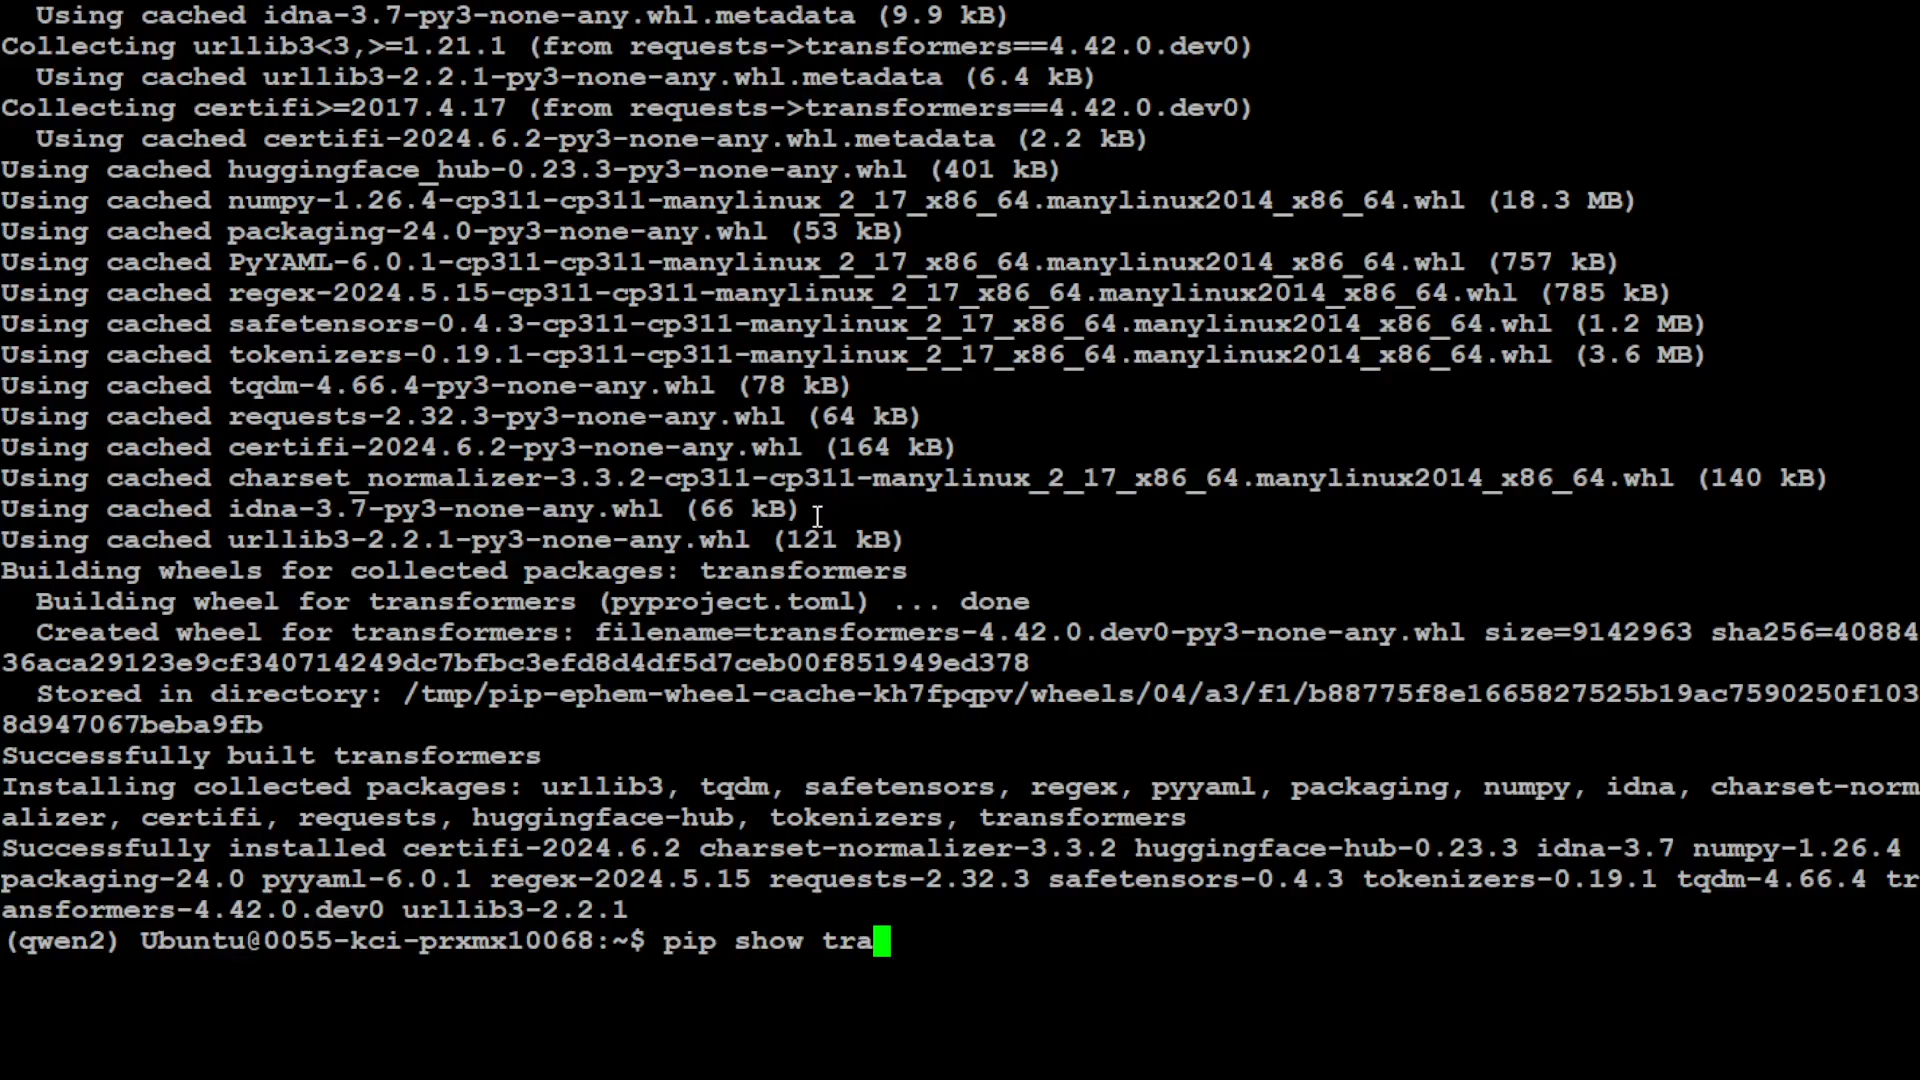 Using cached idna-3.7-py3-none-any.whl.metadata (9.9 kB)
Collecting urllib3<3,>=1.21.1 (from requests->transformers==4.42.0.dev0)
Using cached urllib3-2.2.1-py3-none-any.whl.metadata (6.4 kB)
Collecting certifi>=2017.4.17 (from requests->transformers==4.42.0.dev0)
Using cached certifi-2024.6.2-py3-none-any.whl.metadata (2.2 kB)
Using cached huggingface_hub-0.23.3-py3-none-any.whl (401 kB)
Using cached numpy-1.26.4-cp311-cp311-manylinux_2_17_x86_64.manylinux2014_x86_64.whl (18.3 MB)
Using cached packaging-24.0-py3-none-any.whl (53 kB)
Using cached PyYAML-6.0.1-cp311-cp311-manylinux_2_17_x86_64.manylinux2014_x86_64.whl (757 kB)
Using cached regex-2024.5.15-cp311-cp311-manylinux_2_17_x86_64.manylinux2014_x86_64.whl (785 kB)
Using cached safetensors-0.4.3-cp311-cp311-manylinux_2_17_x86_64.manylinux2014_x86_64.whl (1.2 MB)
Using cached tokenizers-0.19.1-cp311-cp311-manylinux_2_17_x86_64.manylinux2014_x86_64.whl (3.6 MB)
Using cached tqdm-4.66.4-py3-none-any.whl (78 kB)
Using cached requests-2.32.3-py3-none-any.whl (64 kB)
Using cached certifi-2024.6.2-py3-none-any.whl (164 kB)
Using cached charset_normalizer-3.3.2-cp311-cp311-manylinux_2_17_x86_64.manylinux2014_x86_64.whl (140 kB)
Using cached idna-3.7-py3-none-any.whl (66 kB)
Using cached urllib3-2.2.1-py3-none-any.whl (121 kB)
Building wheels for collected packages: transformers
Building wheel for transformers (pyproject.toml) ... done
Created wheel for transformers: filename=transformers-4.42.0.dev0-py3-none-any.whl size=9142963 sha256=40884
36aca29123e9cf340714249dc7bfbc3efd8d4df5d7ceb00f851949ed378
Stored in directory: /tmp/pip-ephem-wheel-cache-kh7fpqpv/wheels/04/a3/f1/b88775f8e1665827525b19ac7590250f103
8d947067beba9fb
Successfully built transformers
Installing collected packages: urllib3, tqdm, safetensors, regex, pyyaml, packaging, numpy, idna, charset-norm
alizer, certifi, requests, huggingface-hub, tokenizers, transformers
Successfully installed certifi-2024.6.2 charset-normalizer-3.3.2 huggingface-hub-0.23.3 idna-3.7 numpy-1.26.4
packaging-24.0 pyyaml-6.0.1 regex-2024.5.15 requests-2.32.3 safetensors-0.4.3 tokenizers-0.19.1 tqdm-4.66.4 tr
ansformers-4.42.0.dev0 urllib3-2.2.1
(qwen2) Ubuntu@0055-kci-prxmx10068:~$ pip show tra